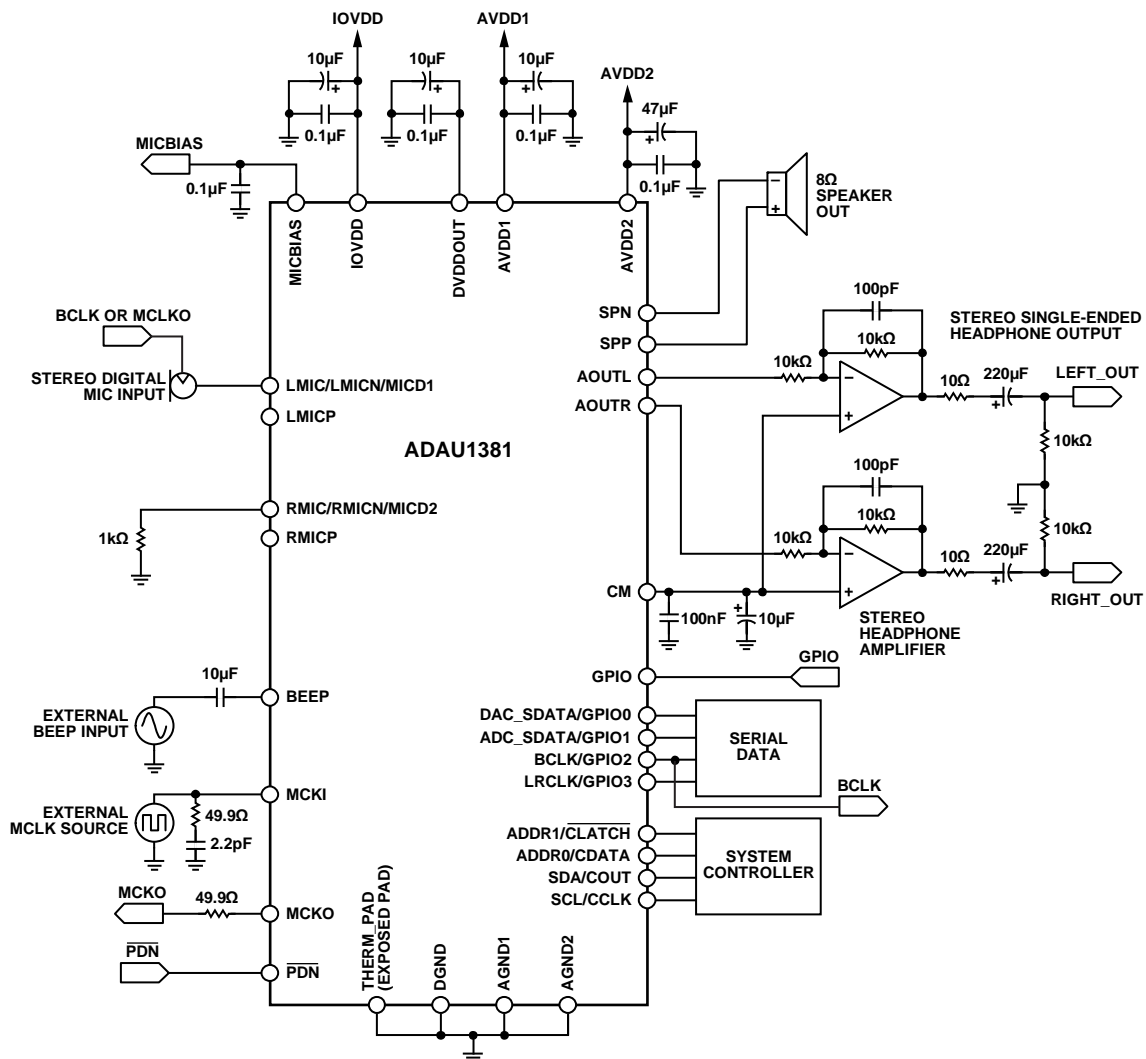 IOVDD
AVDD1
AVDD2
10µF
10µF
10µF
47µF
+
+
+
+
0.1µF
0.1µF
0.1µF
0.1µF
MICBIAS
0.1µF
8Ω
SPEAKER
OUT
−
+
MICBIAS
IOVDD
DVDDOUT
AVDD1
AVDD2
BCLK OR MCLKO
STEREO DIGITAL
MIC INPUT
LMIC/LMICN/MICD1
LMICP
ADAU1381
RMIC/RMICN/MICD2
RMICP
1kΩ
SPN
SPP
AOUTL
AOUTR
100pF
10kΩ
10kΩ
−
+
10Ω
220µF
+
STEREO SINGLE-ENDED
HEADPHONE OUTPUT
LEFT_OUT
10kΩ
100pF
10kΩ
10kΩ
−
+
10Ω
220µF
+
10kΩ
RIGHT_OUT
STEREO
HEADPHONE
AMPLIFIER
CM
100nF
+
10µF
GPIO
GPIO
10µF
BEEP
EXTERNAL
BEEP INPUT
DAC_SDATA/GPIO0
ADC_SDATA/GPIO1
BCLK/GPIO2
LRCLK/GPIO3
SERIAL
DATA
BCLK
MCKI
EXTERNAL
MCLK SOURCE
49.9Ω
2.2pF
ADDR1/CLATCH
ADDR0/CDATA
SDA/COUT
SCL/CCLK
SYSTEM
CONTROLLER
MCKO
49.9Ω
MCKO
PDN
PDN
THERM_PAD
(EXPOSED PAD)
DGND
AGND1
AGND2